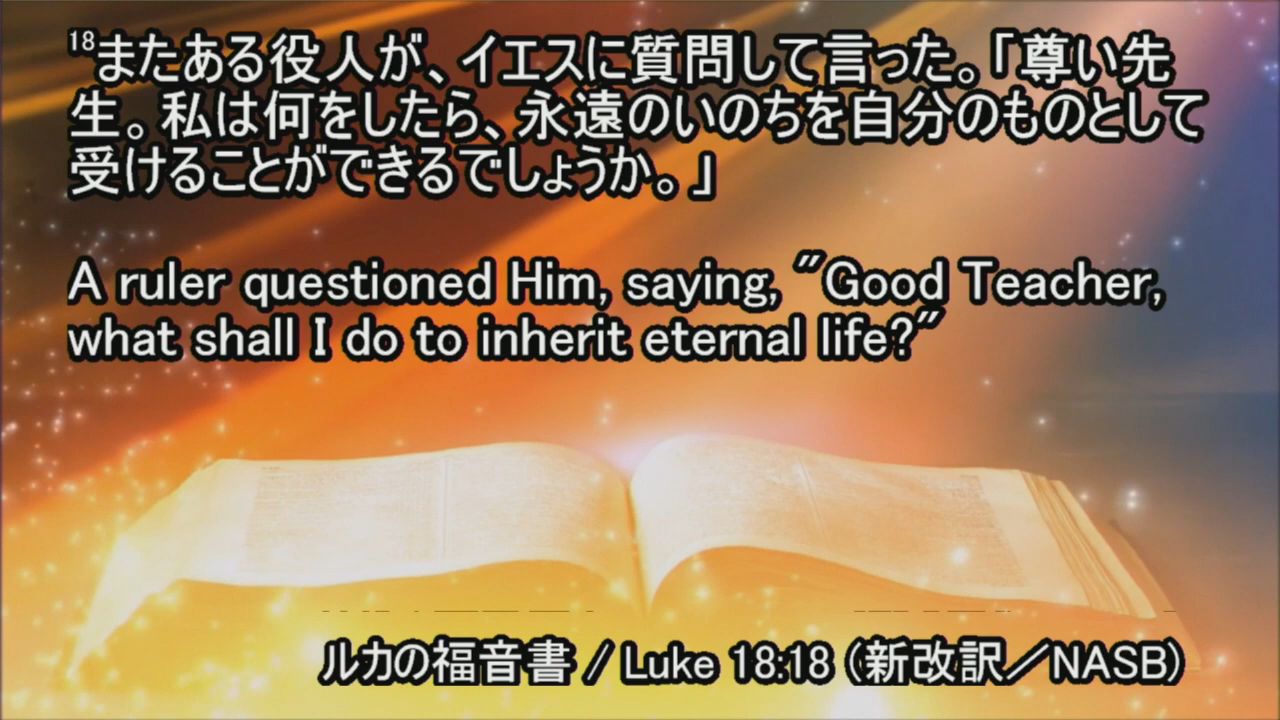 18またある役人が、イエスに質問して言った。「尊い先
生。私は何をしたら、永遠のいのちを自分のものとして
受けることができるでしょうか。」
A ruler questioned Him, saying, "Good Teacher,
what shall I do to inherit eternal life?"
ルカの福音書 / Luke 18:18 (新改訳／NASB)